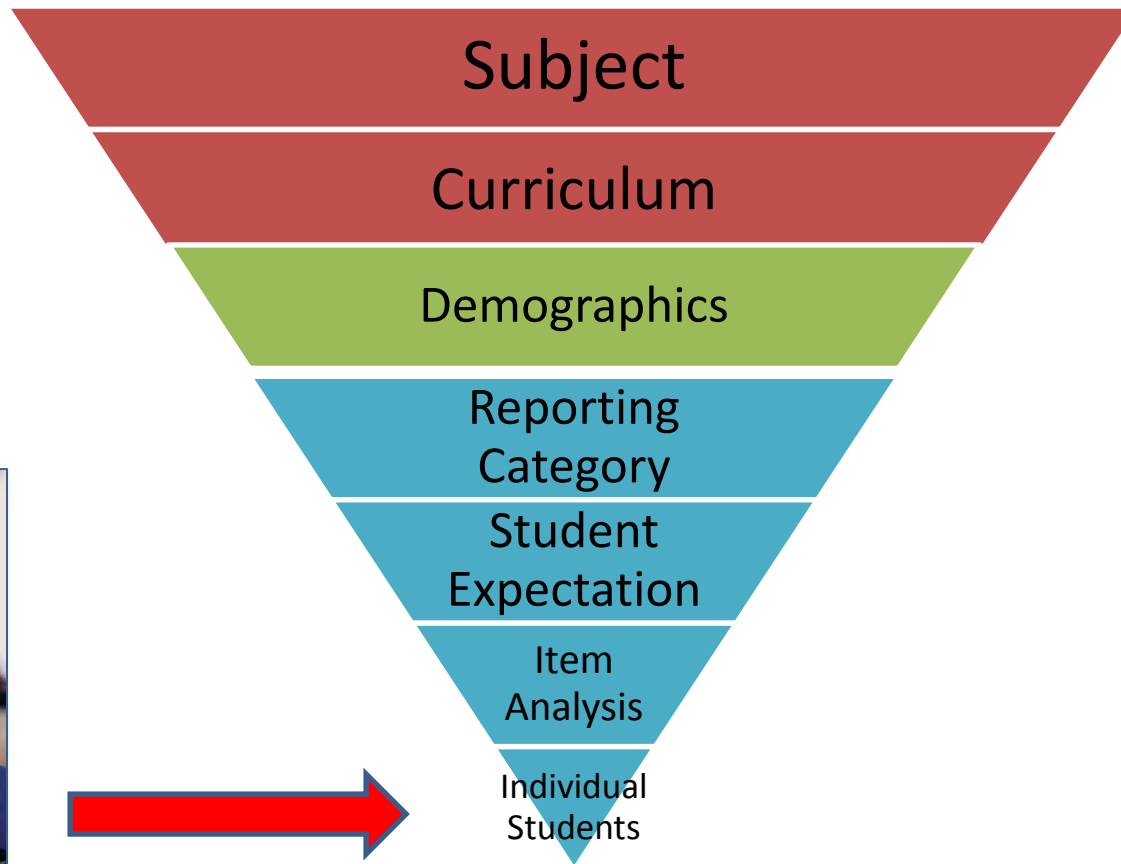 Subject
Curriculum
Demographics
Reporting
Category
Student
Expectation
Item
Analysis
Individual
Students